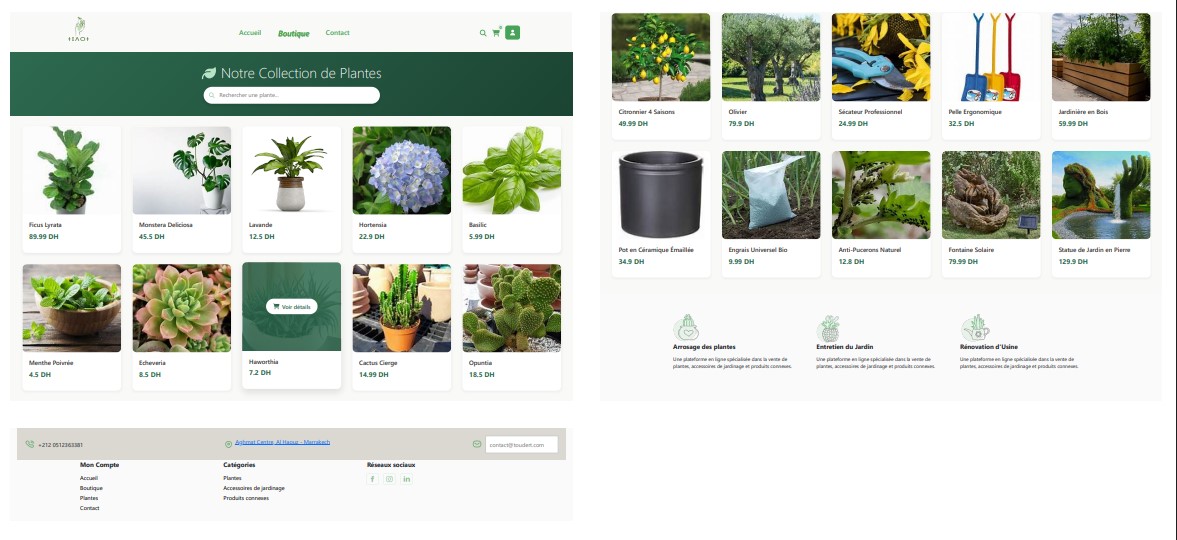 Accueil
Boutique
Contact
Notre Collection de Plantes
Rechercher une plante...
Ficus Lyrata
89.99 DH
Monstera Deliciosa
45.5 DH
Lavande
12.5 DH
Hortensia
22.9 DH
Basilic
5.99 DH
Menthe Poivrée
4.5 DH
Echeveria
8.5 DH
Voir détails
Haworthia
7.2 DH
Cactus Cierge
14.99 DH
Opuntia
18.5 DH
Citronnier 4 Saisons
49.99 DH
Olivier
79.9 DH
Sécateur Professionnel
24.99 DH
Pelle Ergonomique
32.5 DH
Jardinière en Bois
59.99 DH
Pot en Céramique Émaillée
34.9 DH
Engrais Universel Bio
9.99 DH
Anti-Pucerons Naturel
12.8 DH
Fontaine Solaire
79.99 DH
Statue de Jardin en Pierre
129.9 DH
Arrosage des plantes
Une plateforme en ligne spécialisée dans la vente de
plantes, accessoires de jardinage et produits connexes.
Entretien du Jardin
Une plateforme en ligne spécialisée dans la vente de
plantes, accessoires de jardinage et produits connexes.
Rénovation d'Usine
Une plateforme en ligne spécialisée dans la vente de
plantes, accessoires de jardinage et produits connexes.
+212 0512363381
Aghmat Centre, Al Haouz - Marrakech
contact@toudert.com
Mon Compte
Accueil
Boutique
Plantes
Contact
Catégories
Plantes
Accessoires de jardinage
Produits connexes
Réseaux sociaux